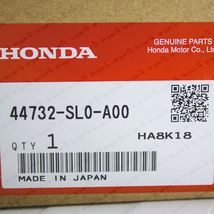 HONDA
GENUINE PARTS
Honda Motor Co., Ltd.
44732-SL0-A00
HA8K18
QTY 1
MADE IN JAPAN